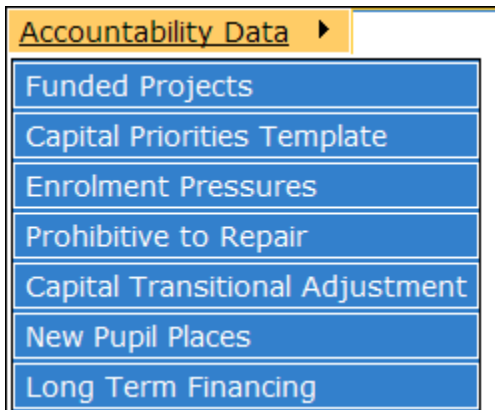 Accountability Data
Funded Projects
Capital Priorities Template
Enrolment Pressures
Prohibitive to Repair
Capital Transitional Adjustment
New Pupil Places
Long Term Financing